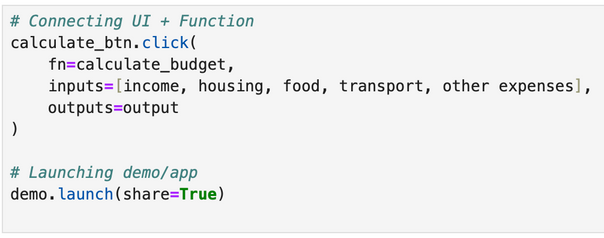 # Connecting UI + Function
calculate_btn.click(
    fn=calculate_budget,
    inputs=[income, housing, food, transport, other expenses],
    outputs=output
)

# Launching demo/app
demo.launch(share=True)